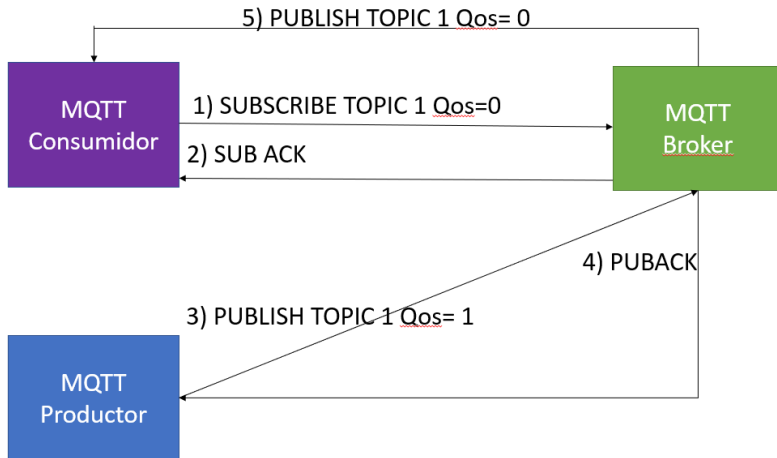 5) PUBLISH TOPIC 1 Qos= 0
MQTT
Consumidor
1) SUBSCRIBE TOPIC 1 Qos=0
MQTT
Broker
2) SUB ACK
4) PUBACK
3) PUBLISH TOPIC 1 Qos= 1
MQTT
Productor